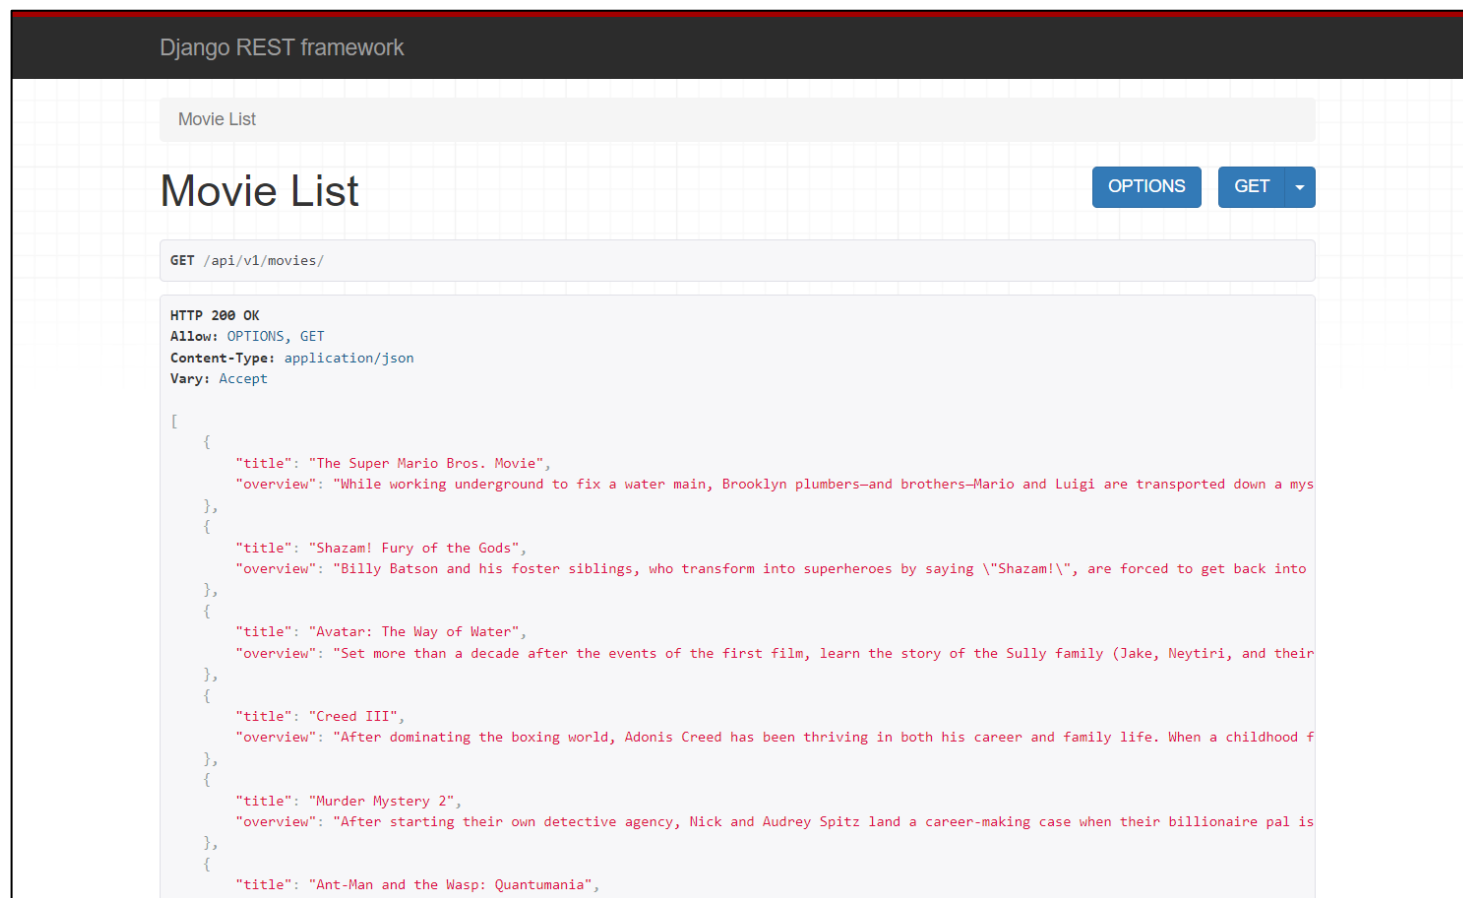 Django REST framework
Movie List
Movie List
OPTIONS GET
GET /api/v1/movies/
HTTP 200 OK
Allow: OPTIONS, GET
Content-Type: application/json
Vary: Accept
[
{
"title": "The Super Mario Bros. Movie",
"overview": "While working underground to fix a water main, Brooklyn plumbers—and brothers—Mario and Luigi are transported down a mys
},
{
"title": "Shazam! Fury of the Gods",
"overview": "Billy Batson and his foster siblings, who transform into superheroes by saying \"Shazam!\", are forced to get back into
},
{
"title": "Avatar: The Way of Water",
"overview": "Set more than a decade after the events of the first film, learn the story of the Sully family (Jake, Neytiri, and their
},
{
"title": "Creed III",
"overview": "After dominating the boxing world, Adonis Creed has been thriving in both his career and family life. When a childhood f
},
{
"title": "Murder Mystery 2",
"overview": "After starting their own detective agency, Nick and Audrey Spitz land a career-making case when their billionaire pal is
},
{
"title": "Ant-Man and the Wasp: Quantumania",